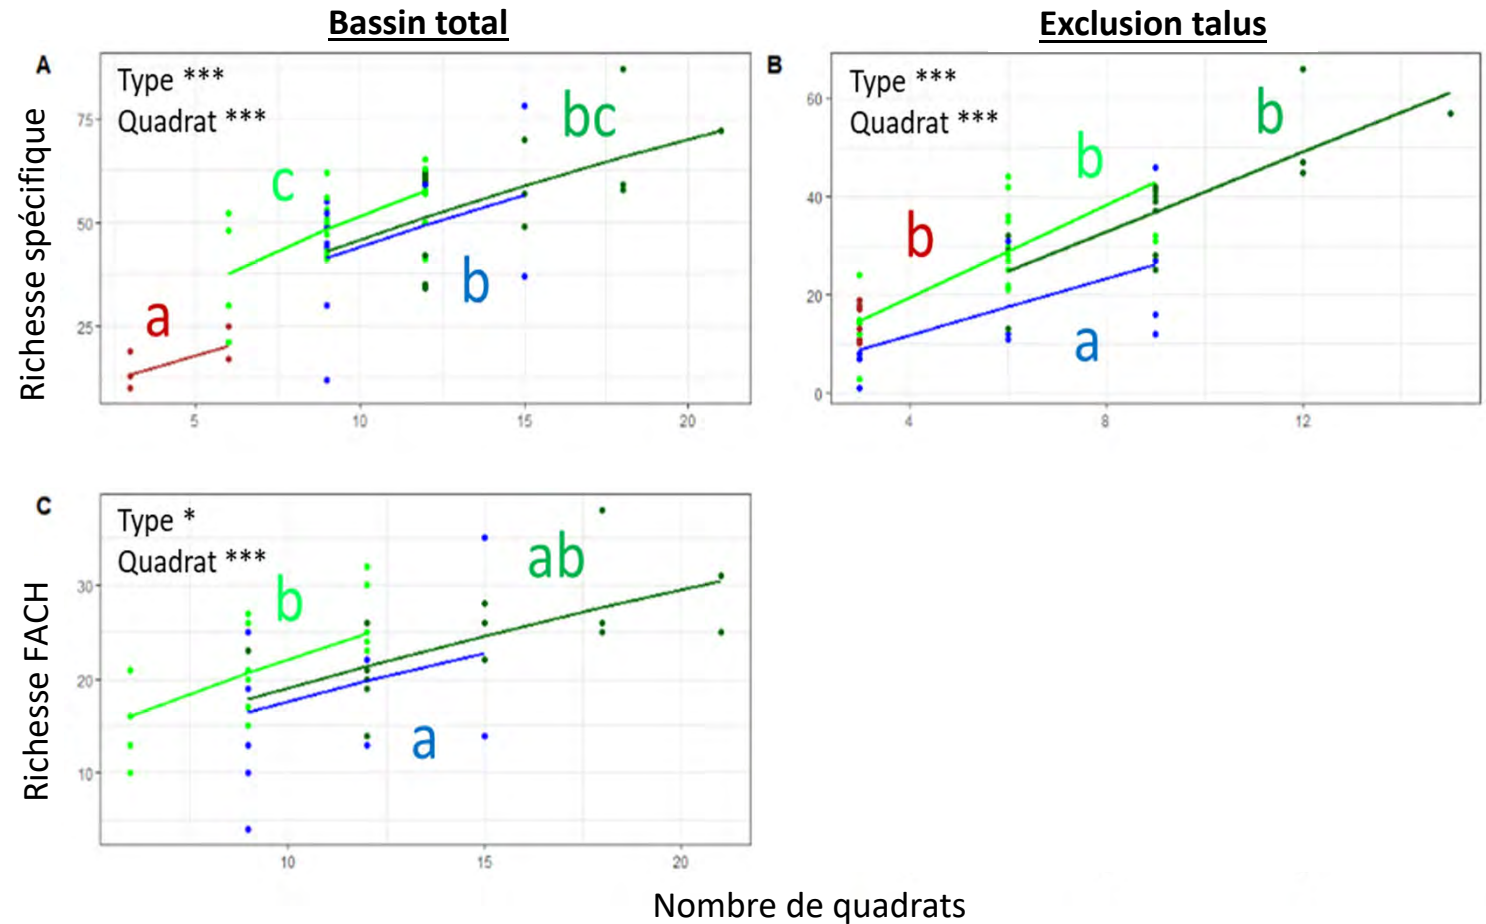 Bassin total
Exclusion talus
A
Type ***
Quadrat ***
a
c
b
bc
75
50
25
5
10
15
20
Richesse spécifique
B
Type ***
Quadrat ***
b
b
a
b
60
40
20
0
4
8
12
C
Type *
Quadrat ***
b
a
ab
30
20
10
10
15
20
Richesse FACH
Nombre de quadrats